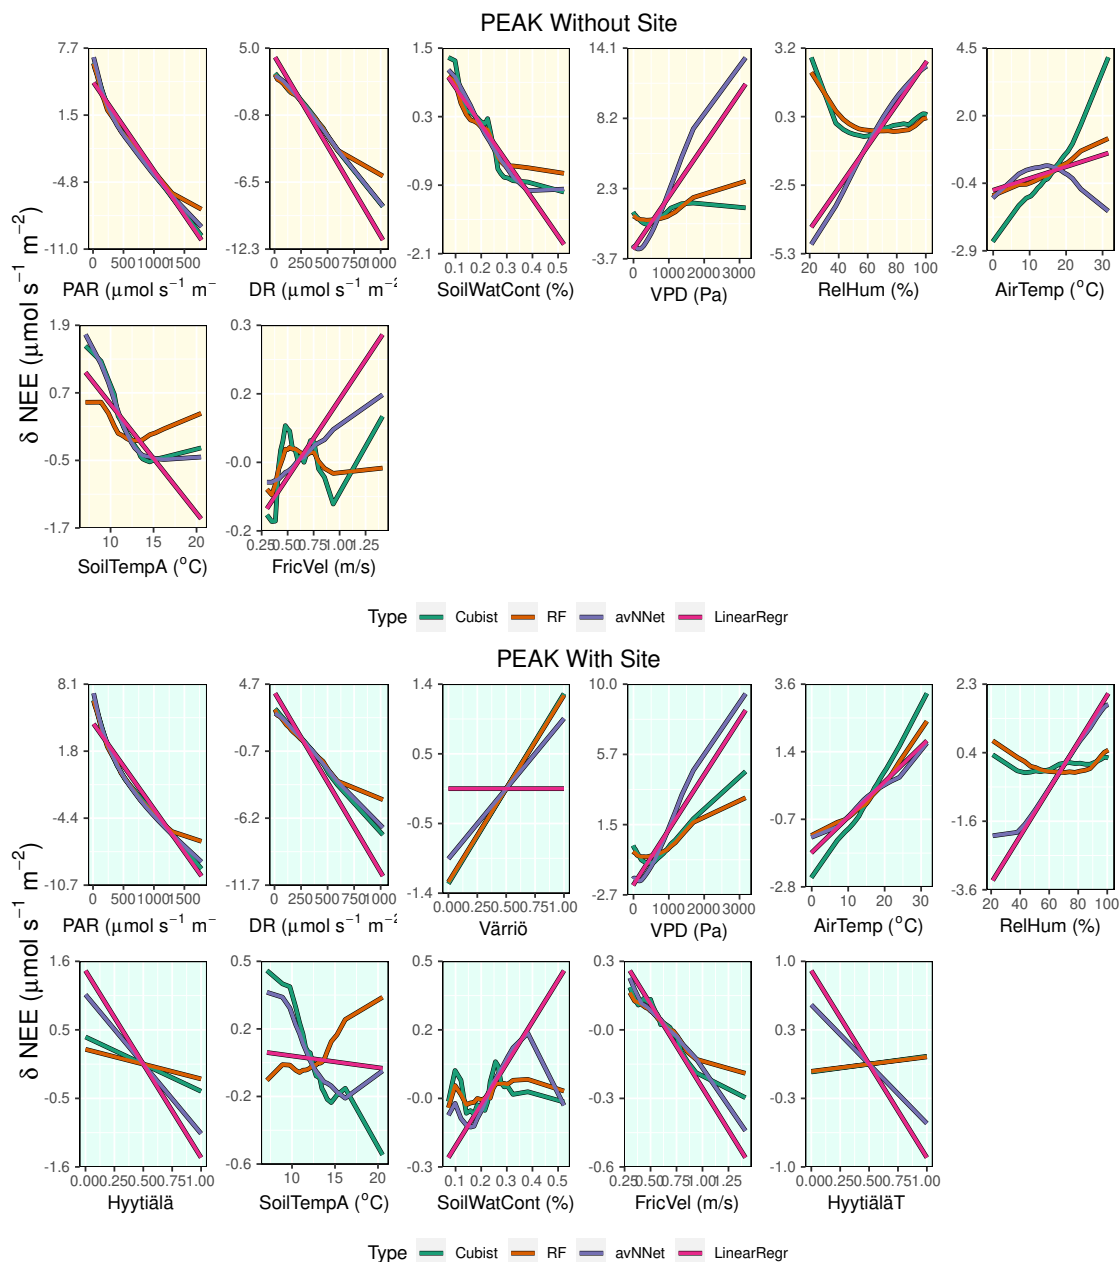 PEAK Without Site
7.7 5.0 1.5 14.1 3.2 4.5
1.5 -0.8 0.3 8.2 0.3 2.0
-4.8 -6.5 -0.9 2.3 -2.5 -0.4
-11.0 -12.3 -2.1 -3.7 -5.3 -2.9
0 500 1000 1500 0 250 500 750 1000 0.1 0.2 0.3 0.4 0.5 0 1000 2000 3000 20 40 60 80 100 0 10 20 30
PAR (μmol s⁻¹ m⁻ DR (μmol s⁻¹ m⁻² SoilWatCont (%) VPD (Pa) RelHum (%) AirTemp (°C)
δ NEE (μmol s⁻¹ m⁻²)
1.9 0.3
0.7 0.2
-0.5 -0.0
-1.7 -0.2
10 15 20 0.25 0.50 0.75 1.00 1.25
SoilTempA (°C) FricVel (m/s)
Type Cubist RF avNNet LinearRegr
PEAK With Site
8.1 4.7 1.4 10.0 3.6 2.3
1.8 -0.7 0.5 5.7 1.4 0.4
-4.4 -6.2 -0.5 1.5 -0.7 -1.6
-10.7 -11.7 -1.4 -2.7 -2.8 -3.6
0 500 1000 1500 0 250 500 750 1000 0.00 0.25 0.50 0.75 1.00 0 1000 2000 3000 0 10 20 30 20 40 60 80 100
PAR (μmol s⁻¹ m⁻ DR (μmol s⁻¹ m⁻² Värriö VPD (Pa) AirTemp (°C) RelHum (%)
δ NEE (μmol s⁻¹ m⁻²)
1.6 0.5 0.3 0.3 1.0
0.5 0.2 0.2 -0.0 0.3
-0.5 -0.2 -0.0 -0.3 -0.3
-1.6 -0.6 -0.3 -0.6 -1.0
0.00 0.25 0.50 0.75 1.00 10 15 20 0.1 0.2 0.3 0.4 0.5 0.25 0.50 0.75 1.00 1.25 0.00 0.25 0.50 0.75 1.00
Hyytiälä SoilTempA (°C) SoilWatCont (%) FricVel (m/s) HyytiäläT
Type Cubist RF avNNet LinearRegr